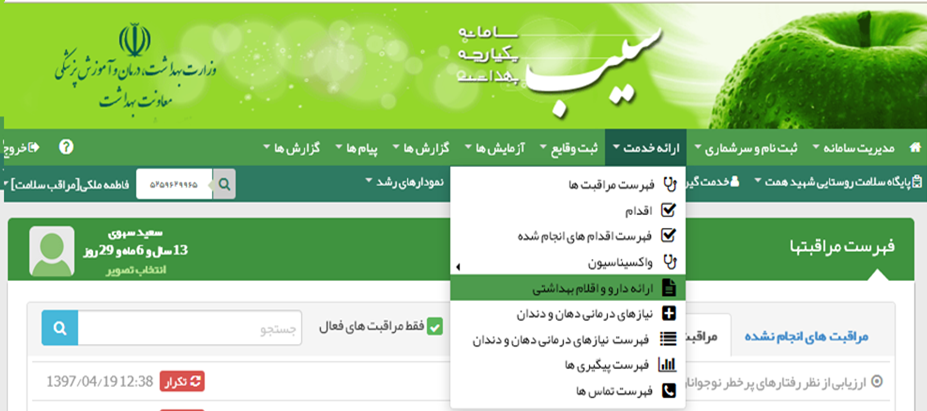 وزارت بهداشت، درمان و آموزش پزشکی
معاونت بهداشت
سیب
سامانه
یکپارچه
بهداشت
مدیریت سامانه
ثبت نام و سرشماری
ارائه خدمت
ثبت وقایع
آزمایش ها
گزارش ها
پیام ها
گزارش ها
?
خروج
پایگاه سلامت روستایی شهید همت
خدمت گیر
نمودارهای رشد
فاطمه ملکی[مراقب سلامت]
فهرست مراقبت ها
اقدام
فهرست اقدام های انجام شده
واکسیناسیون
ارائه دارو و اقلام بهداشتی
نیازهای درمانی دهان و دندان
فهرست نیازهای درمانی دهان و دندان
فهرست پیگیری ها
فهرست تماس ها
فهرست مراقبتها
سعید سهوی
13 سال و 6 ماه و 29 روز
انتخاب تصویر
مراقبت های انجام نشده
مراقبت
فقط مراقبت های فعال
جستجو
ارزیابی از نظر رفتارهای پرخطر نوجوانان
تکرار
1397/04/19 12:38